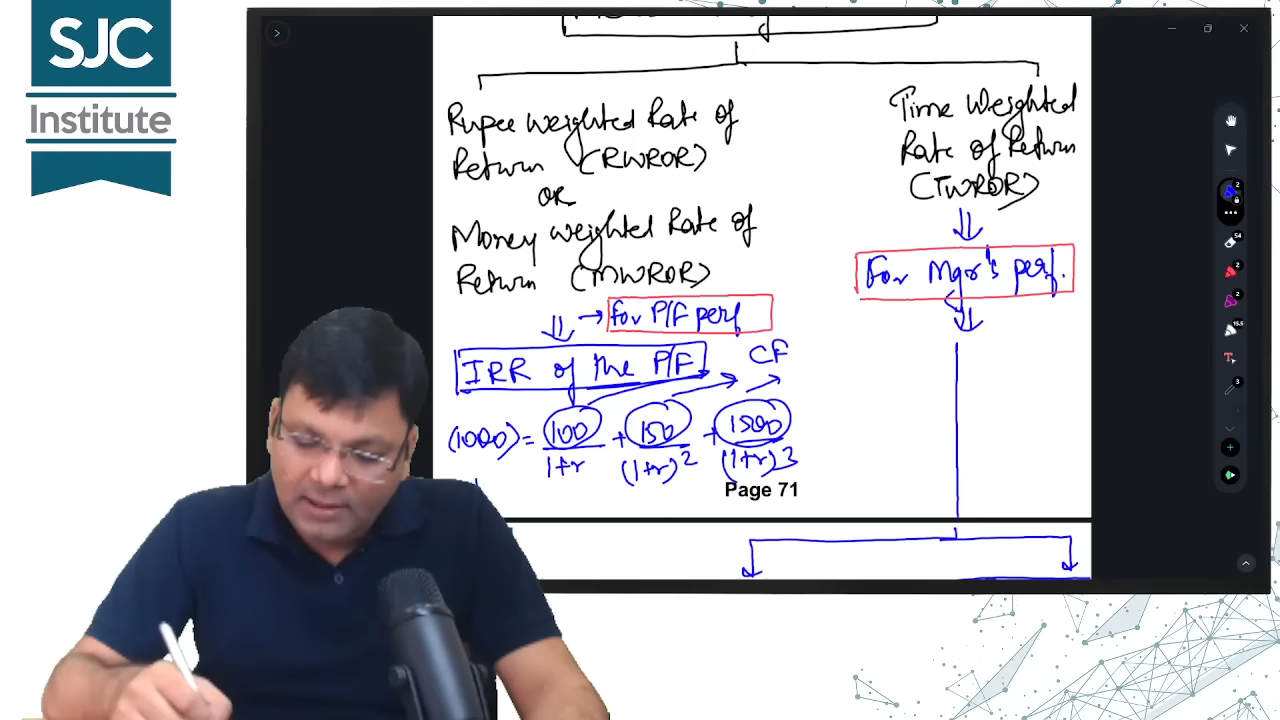 SJC
Institute
Rupee weighted Rate of
Return (RWROR)
OR
Money weighted Rate of
Return (MWROR)
→ for P/F perf
IRR of the P/F
CF
(1000) = 100/1+r + 150/(1+r)2 + 1500/(1+r)3
Page 71
Time Weighted
Rate of Return
(TWROR)
For Mgr's perf.